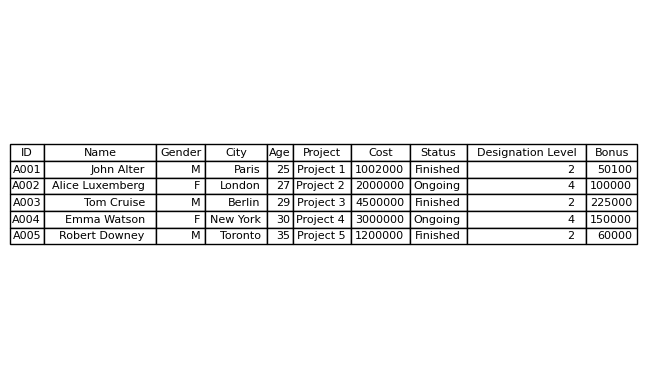 ID Name Gender City Age Project Cost Status Designation Level Bonus
A001 John Alter M Paris 25 Project 1 1002000 Finished 2 50100
A002 Alice Luxemberg F London 27 Project 2 2000000 Ongoing 4 100000
A003 Tom Cruise M Berlin 29 Project 3 4500000 Finished 2 225000
A004 Emma Watson F New York 30 Project 4 3000000 Ongoing 4 150000
A005 Robert Downey M Toronto 35 Project 5 1200000 Finished 2 60000